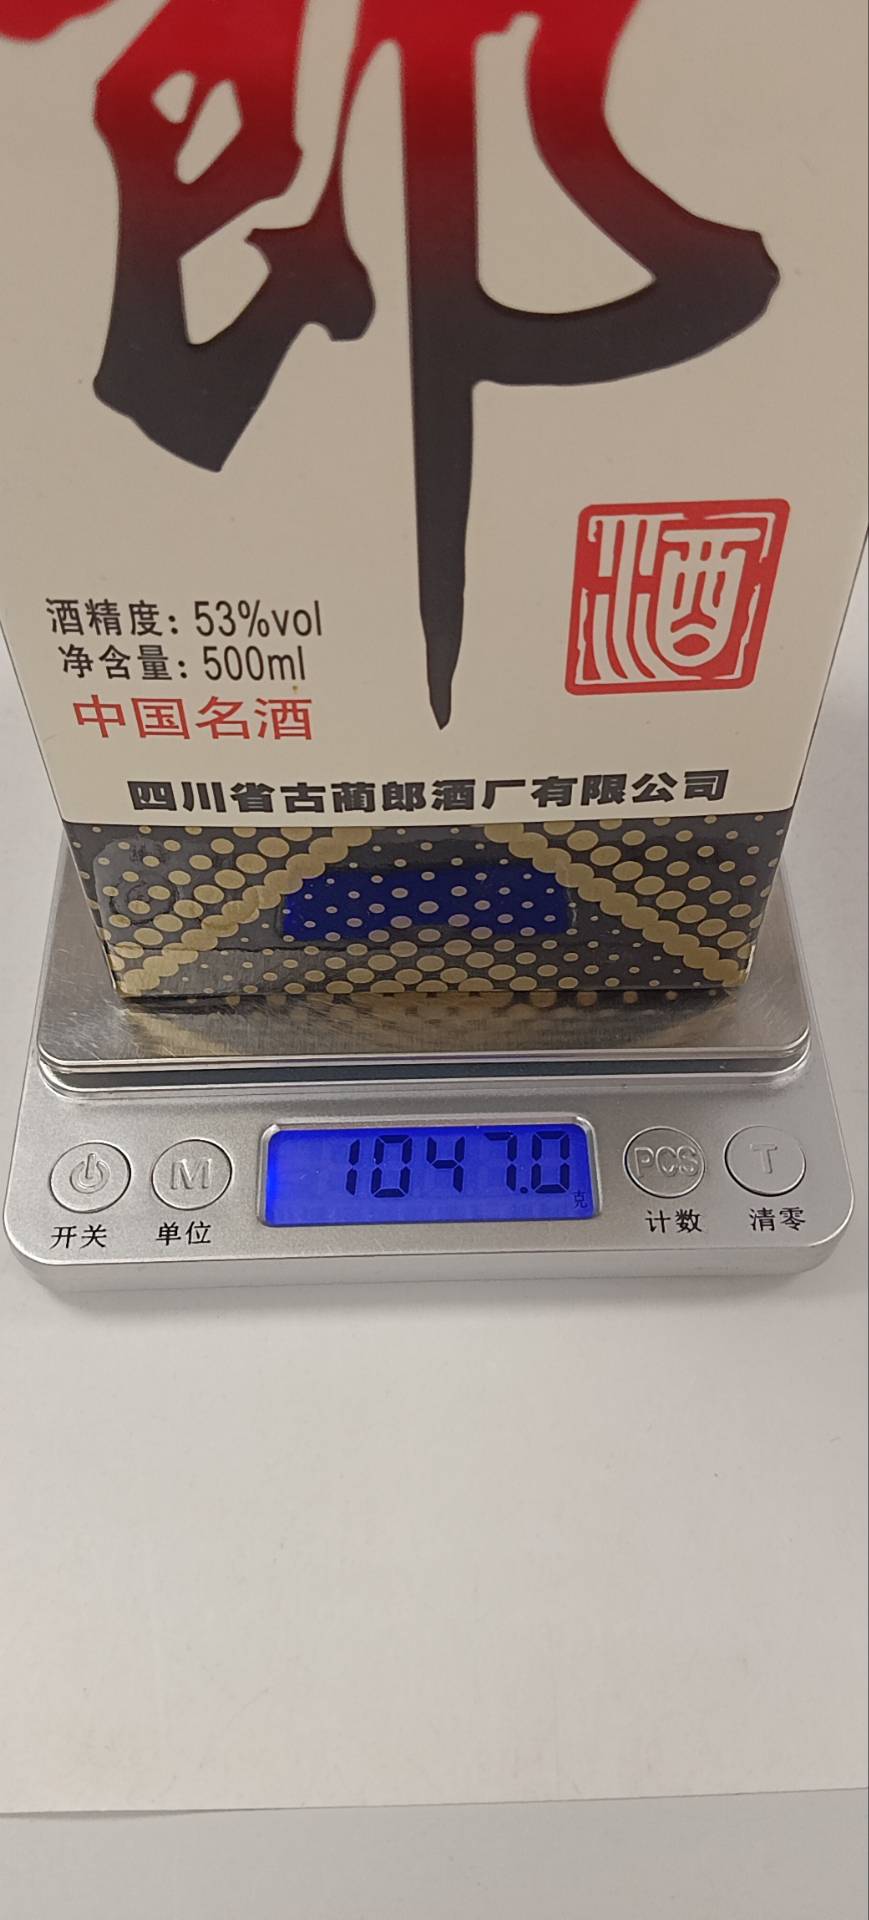 郎
酒
酒精度: 53%vol
净含量: 500ml
中国名酒
四川省古蔺郎酒厂有限公司
1047.0
克
M
PCS
T
开关
单位
计数
清零